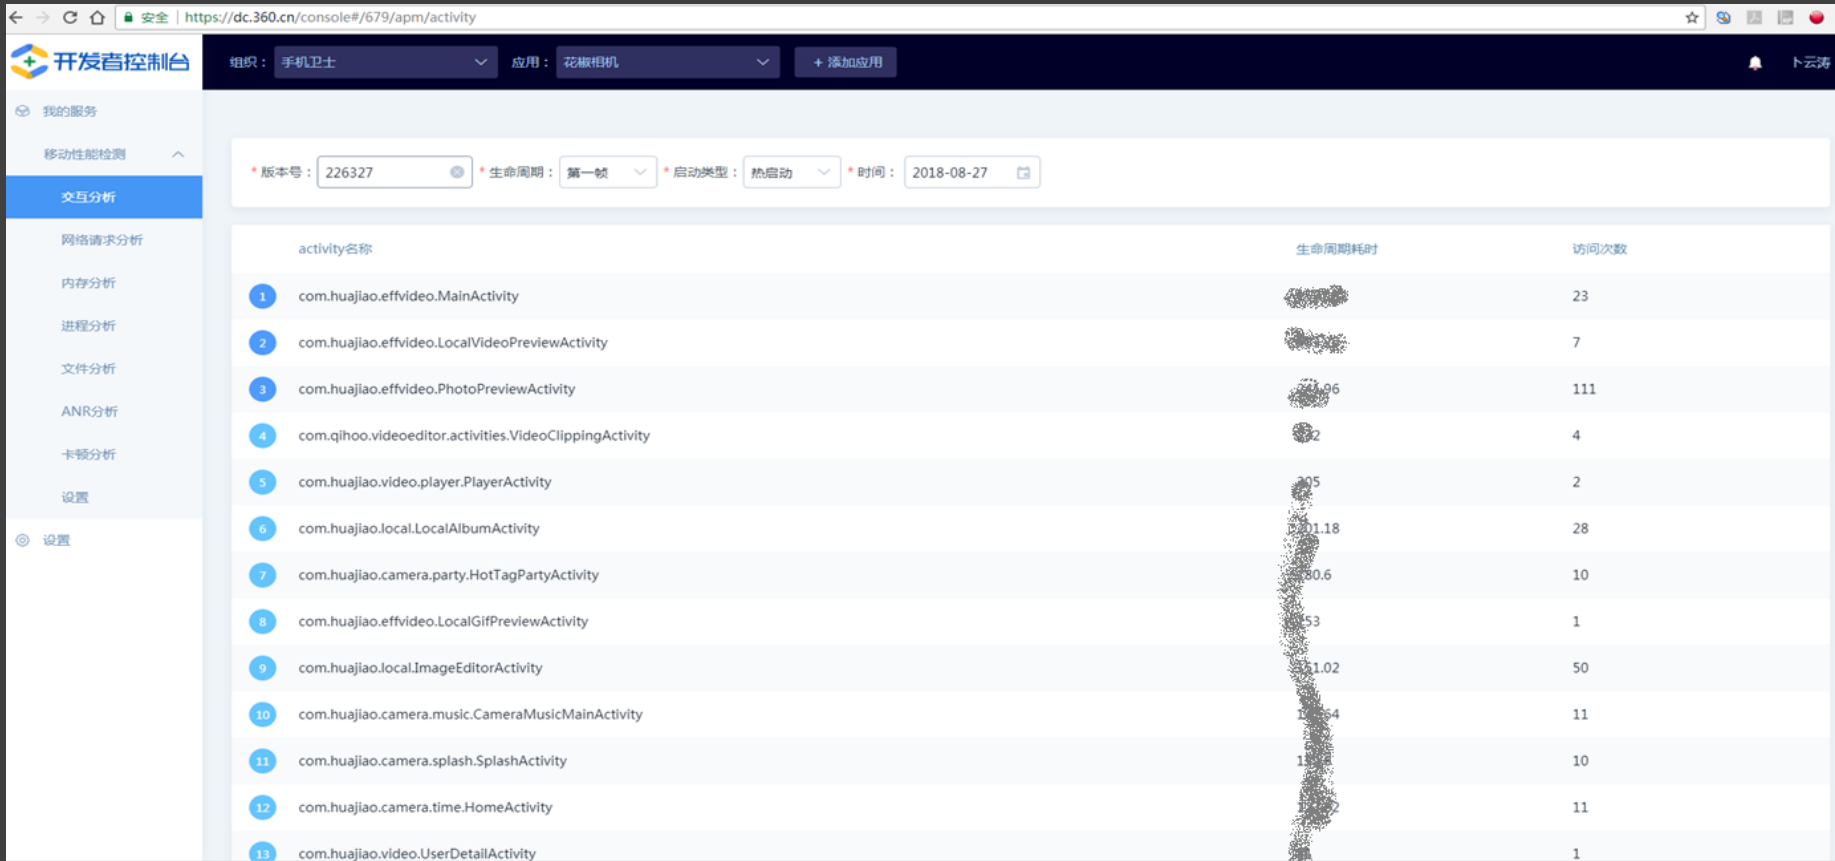 安全 https://dc.360.cn/console#/679/apm/activity
开发者控制台 组织： 手机卫士 应用： 花椒相机 + 添加应用 卜云涛
我的服务
移动性能检测
* 版本号： 226327 * 生命周期： 第一帧 * 启动类型： 热启动 * 时间： 2018-08-27
交互分析
网络请求分析
内存分析
进程分析
文件分析
ANR分析
卡顿分析
设置
设置
activity名称 生命周期耗时 访问次数
1 com.huajiao.effvideo.MainActivity 23
2 com.huajiao.effvideo.LocalVideoPreviewActivity 7
3 com.huajiao.effvideo.PhotoPreviewActivity 111
4 com.qihoo.videoeditor.activities.VideoClippingActivity 4
5 com.huajiao.video.player.PlayerActivity 2
6 com.huajiao.local.LocalAlbumActivity 28
7 com.huajiao.camera.party.HotTagPartyActivity 10
8 com.huajiao.effvideo.LocalGifPreviewActivity 1
9 com.huajiao.local.ImageEditorActivity 50
10 com.huajiao.camera.music.CameraMusicMainActivity 11
11 com.huajiao.camera.splash.SplashActivity 10
12 com.huajiao.camera.time.HomeActivity 11
13 com.huajiao.video.UserDetailActivity 1